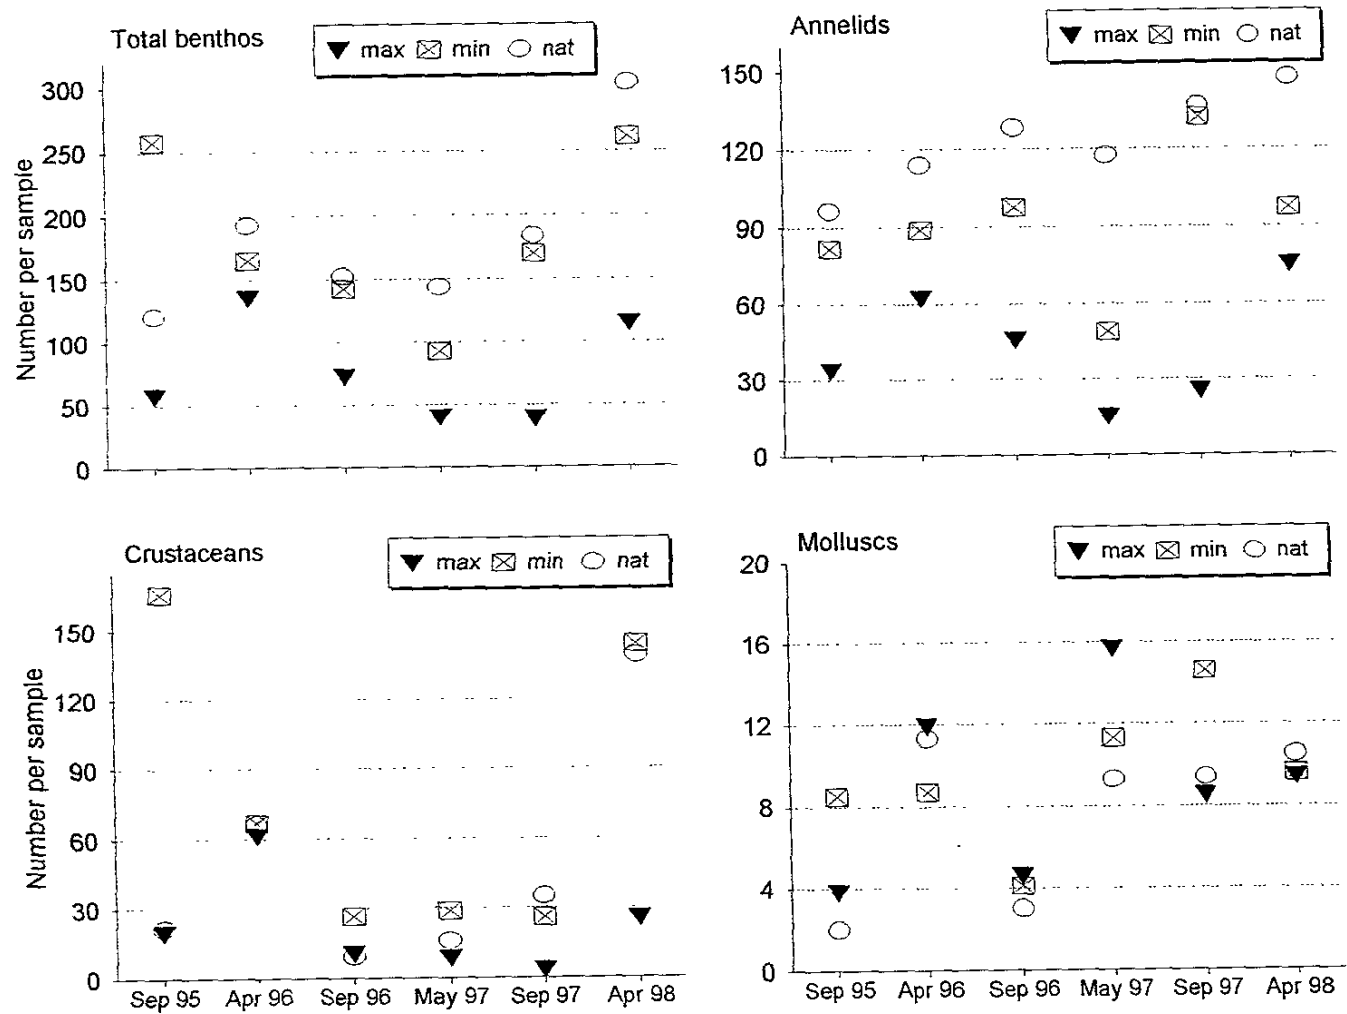 Total benthos
max min nat
300
250
200
150
100
50
0
Number per sample
Annelids
max min nat
150
120
90
60
30
0
Crustaceans
max min nat
150
120
90
60
30
0
Number per sample
Sep 95 Apr 96 Sep 96 May 97 Sep 97 Apr 98
Molluscs
max min nat
20
16
12
8
4
0
Sep 95 Apr 96 Sep 96 May 97 Sep 97 Apr 98